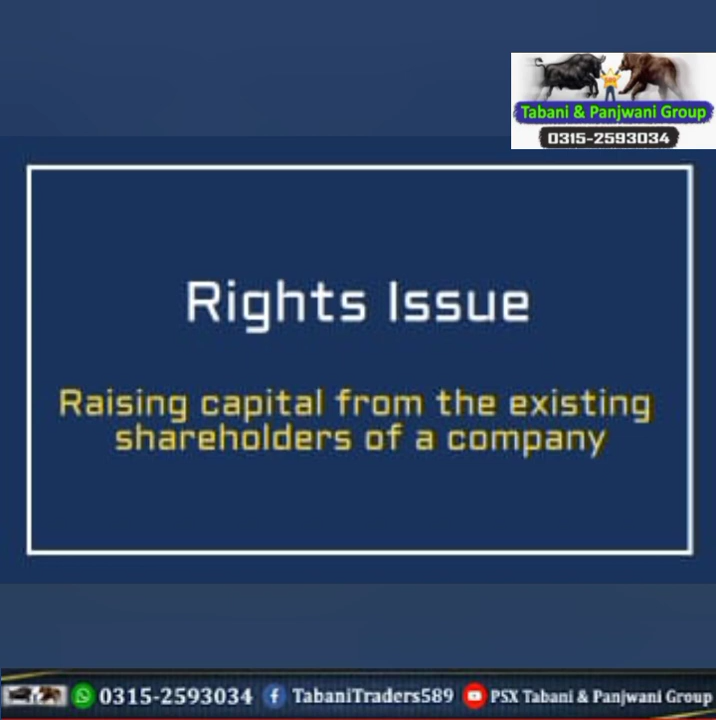 Tabani & Panjwani Group
0315-2593034
Rights Issue
Raising capital from the existing
shareholders of a company
0315-2593034 TabaniTraders589 PSX Tabani & Panjwani Group